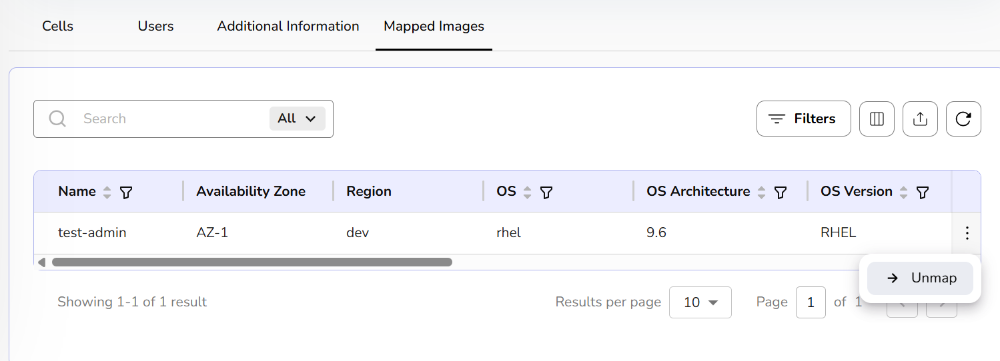 Cells Users Additional Information Mapped Images
Search All Filters
Name Availability Zone Region OS OS Architecture OS Version
test-admin AZ-1 dev rhel 9.6 RHEL
Unmap
Showing 1-1 of 1 result Results per page 10 Page 1 of 1